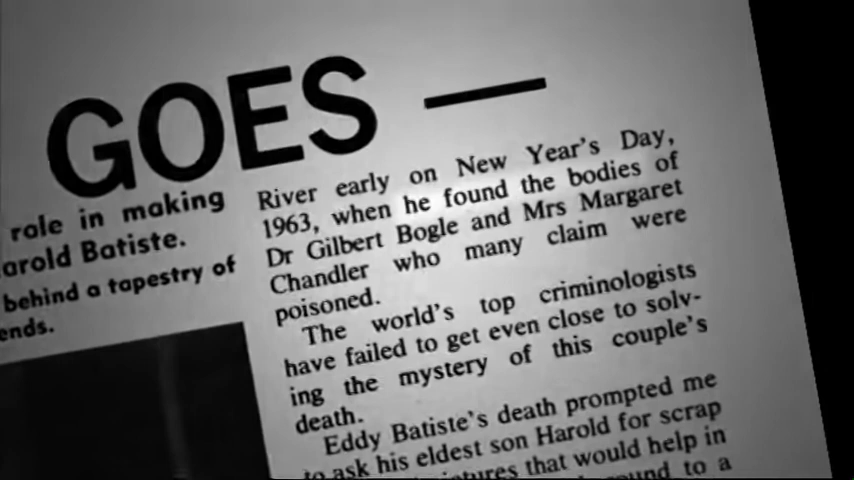 GOES —
role in making
arold Batiste.
behind a tapestry of
ends.
River early on New Year's Day,
1963, when he found the bodies of
Dr Gilbert Bogle and Mrs Margaret
Chandler who many claim were
poisoned.
The world's top criminologists
have failed to get even close to solv-
ing the mystery of this couple's
death.
Eddy Batiste's death prompted me
to ask his eldest son Harold for scrap
tures that would help in
ound to a